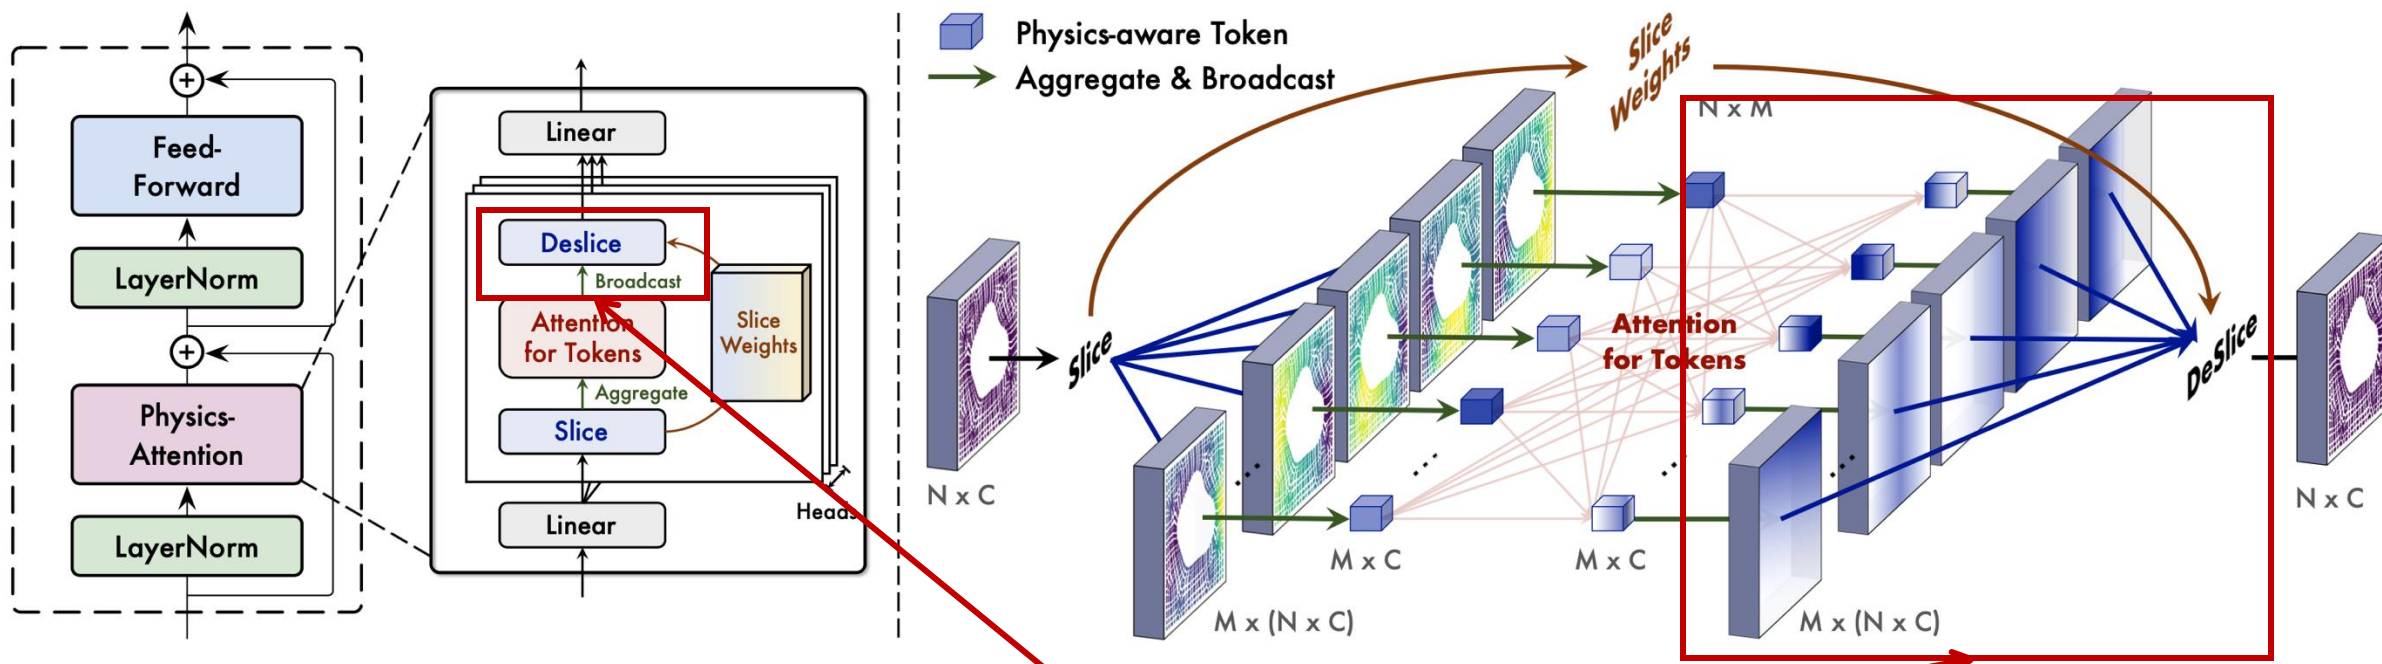 Feed-
Forward
LayerNorm
Physics-
Attention
LayerNorm
Linear
Deslice
Broadcast
Attention
for Tokens
Slice
Weights
Aggregate
Slice
Heads
Linear
Physics-aware Token
Aggregate & Broadcast
Slice
Weights
N x M
Slice
N x C
Attention
for Tokens
M x C
M x C
M x (N x C)
M x (N x C)
DeSlice
N x C